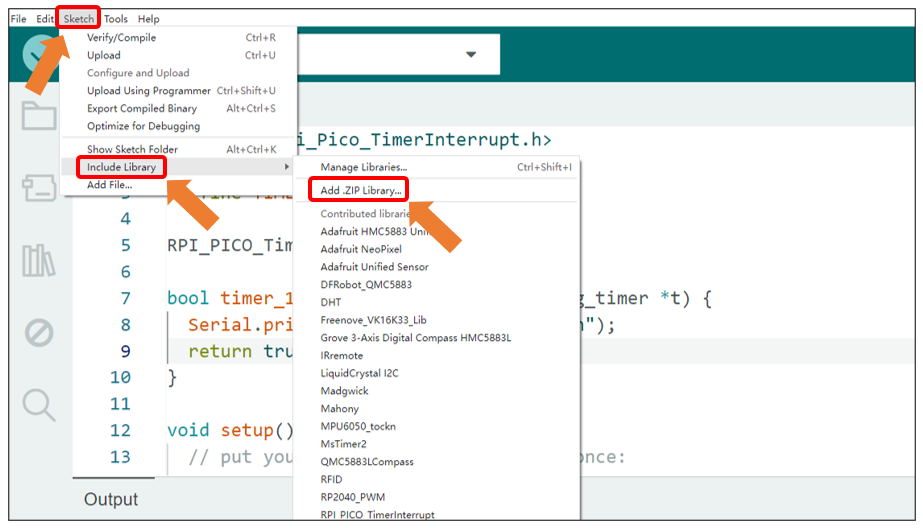 File Edit Sketch Tools Help
Verify/Compile Ctrl+R
Upload Ctrl+U
Configure and Upload
Upload Using Programmer Ctrl+Shift+U
Export Compiled Binary Alt+Ctrl+S
Optimize for Debugging
Show Sketch Folder Alt+Ctrl+K
Include Library
Add File...
i_Pico_TimerInterrupt.h>
Manage Libraries... Ctrl+Shift+I
Add .ZIP Library...
Contributed librarie
Adafruit HMC5883 Uni
Adafruit NeoPixel
Adafruit Unified Sensor
DFRobot_QMC5883
DHT
Freenove_VK16K33_Lib
Grove 3-Axis Digital Compass HMC5883L
IRremote
LiquidCrystal I2C
Madgwick
Mahony
MPU6050_tockn
MsTimer2
QMC5883LCompass
RFID
RP2040_PWM
RPI_PICO_TimerInterrupt
4
5 RPI_PICO_Tim
6
7 bool timer_1 g_timer *t) {
8 Serial.pri n");
9 return tru
10 }
11
12 void setup()
13 // put you once:
Output